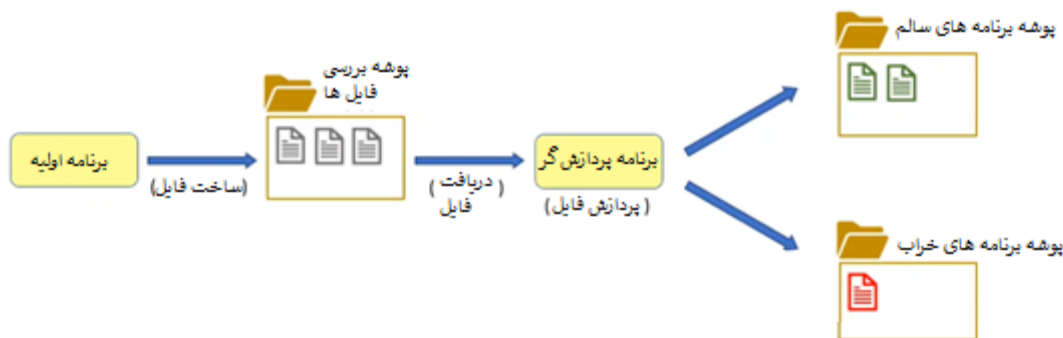 پوشه برنامه های سالم
پوشه بررسی
فایل ها
برنامه اولیه
(ساخت فایل)
(دریافت
فایل)
برنامه پردازش گر
(پردازش فایل)
پوشه برنامه های خراب